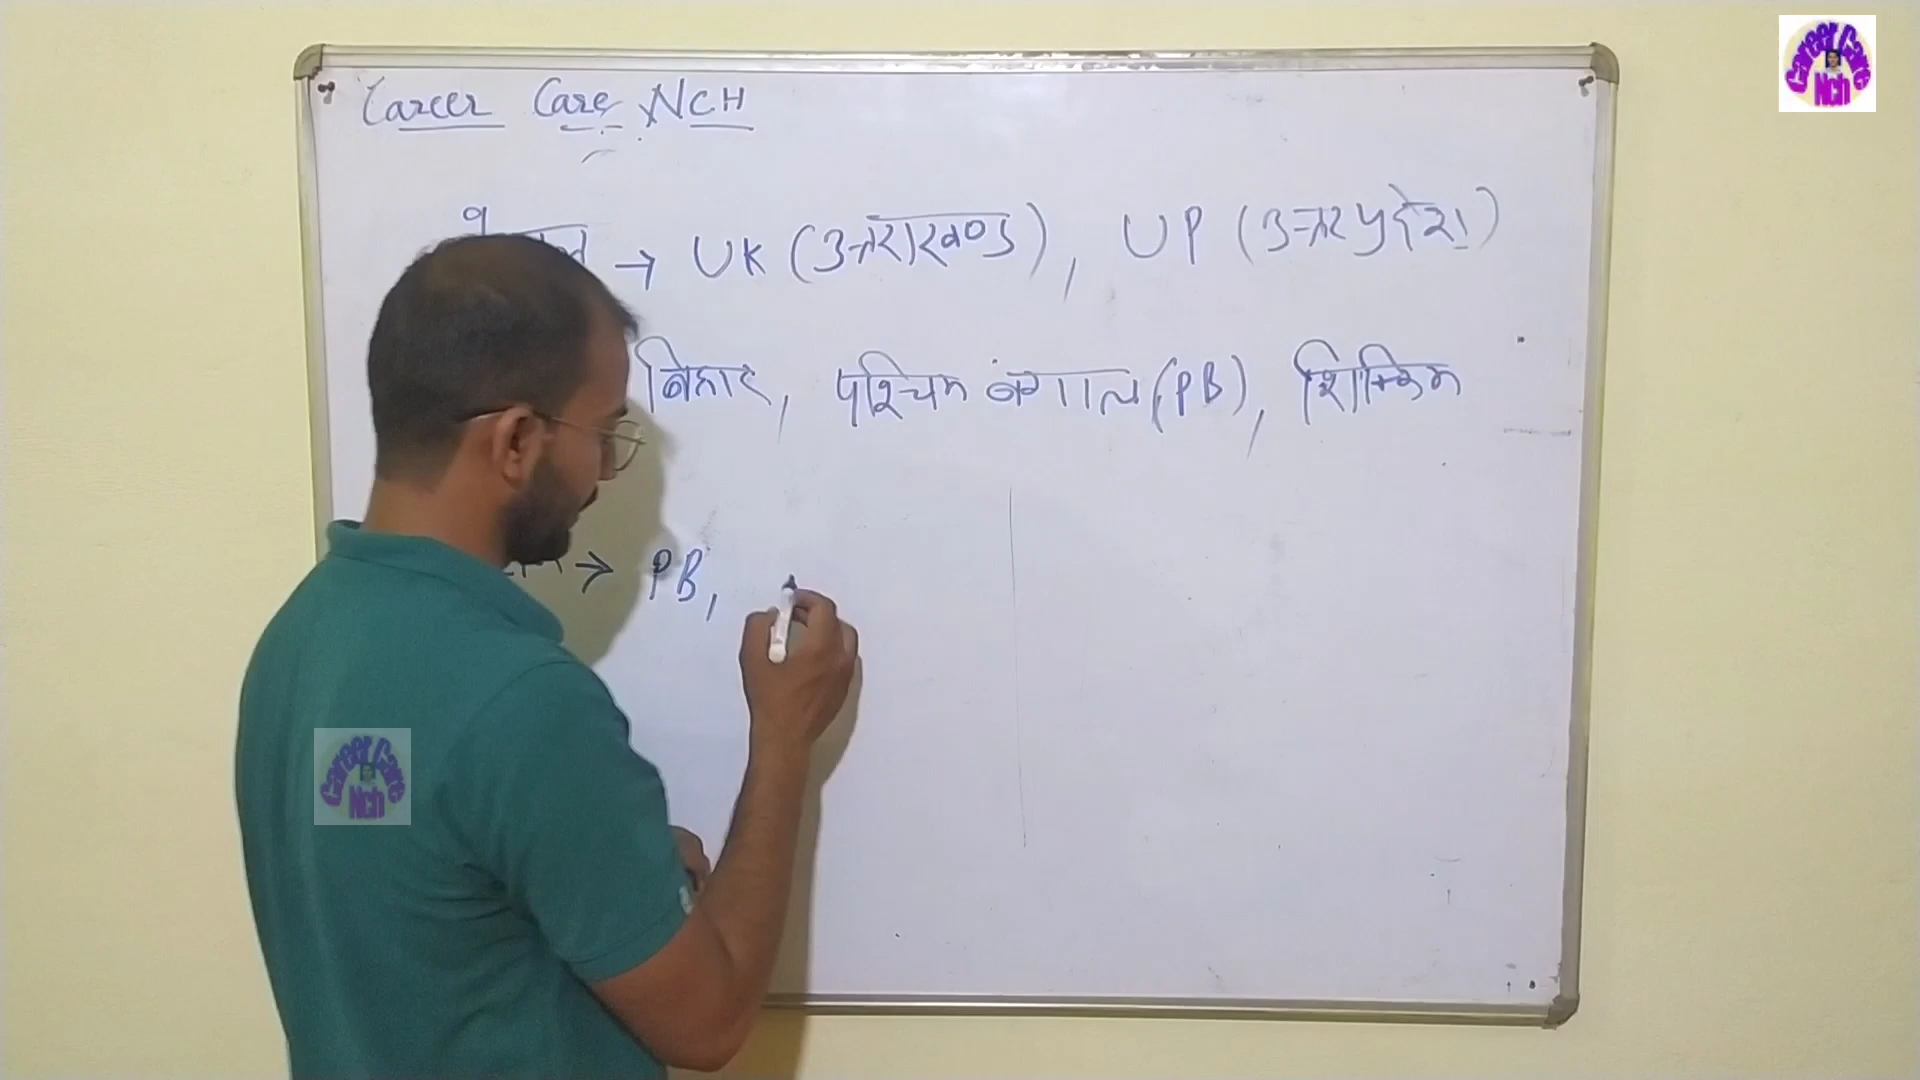 Career Care NCH
→ UK (उत्तराखण्ड), UP (उत्तर प्रदेश)
बिहार, पश्चिम बंगाल (PB), शिक्किम
→ PB,
Career Care
Nch
Career Care
Nch